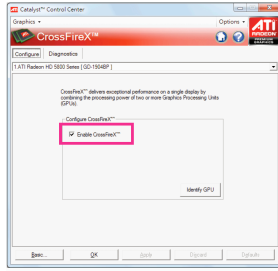 Catalyst™ Control Center
Graphics
Options
ATI
RADEON
PREMIUM
GRAPHICS
CrossFireX™
Configure
Diagnostics
1.ATI Radeon HD 5800 Series [ GD-1904BP ]
CrossFireX™ delivers exceptional performance on a single display by
combining the processing power of two or more Graphics Processing Units
(GPUs).
Configure CrossFireX™
Enable CrossFireX™
Identify GPU
Basic...
OK
Apply
Discard
Defaults